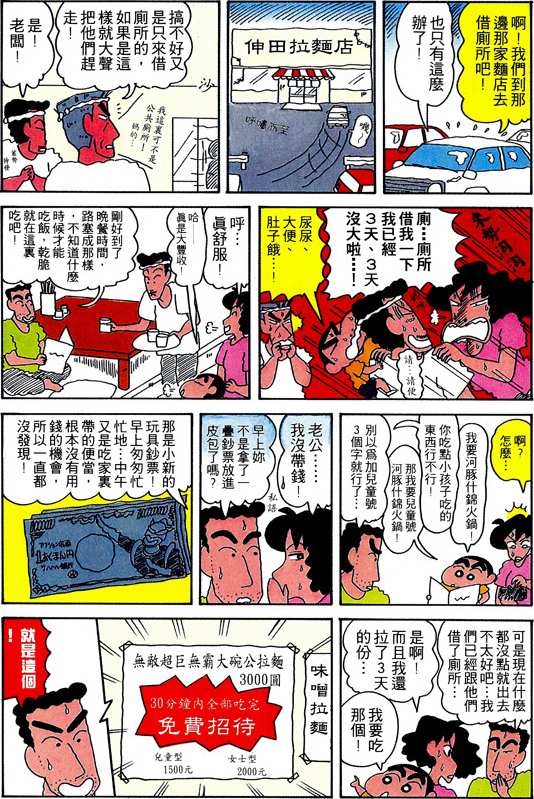 啊！我們到那
邊那家麵店去
借廁所吧！
也只有這麼
辦了！
伸田拉麵店
呼嘯而至
搞不好又
是只來借
廁所的，
如果是這
樣就大聲
把他們趕
走！
是！
老闆！
沙
我這裏可不是
公共廁所！
媽的…
廁…廁所
借我一下
我已經
3天、3天
沒大啦…！
尿尿、
大便、
肚子餓…！
來勢洶洶
請…請便
呼…
真舒服！
哈…
真是大豐收
剛好到了
晚餐時間，
路塞成那樣
，不知道什麼
時候才能
吃飯，乾脆
就在這裏
吃吧！
啊？
怎麼…
我要河豚什錦火鍋！
你吃點小孩子吃的
東西行不行！
那我要兒童號
河豚什錦火鍋！
別以為加兒童號
3個字就行了…
老公……
我沒帶錢！
私語
早上妳
不是拿了一
疊鈔票放進
皮包了嗎？
那是小新的
玩具鈔票！
早上匆匆忙
忙地…中午
又是吃家裏
帶的便當，
根本沒有用
錢的機會，
所以一直都
沒發現！
可是現在什麼
都沒點就出去
不太好吧…我
們已經跟他們
借了廁所…
是啊！
而且我還
拉了3天
的份…
我要吃
那個！
味噌拉麵
無敵超巨無霸大碗公拉麵
3000圓
30分鐘內全部吃完
免費招待
兒童型
1500元
女士型
2000元
就是這個
！